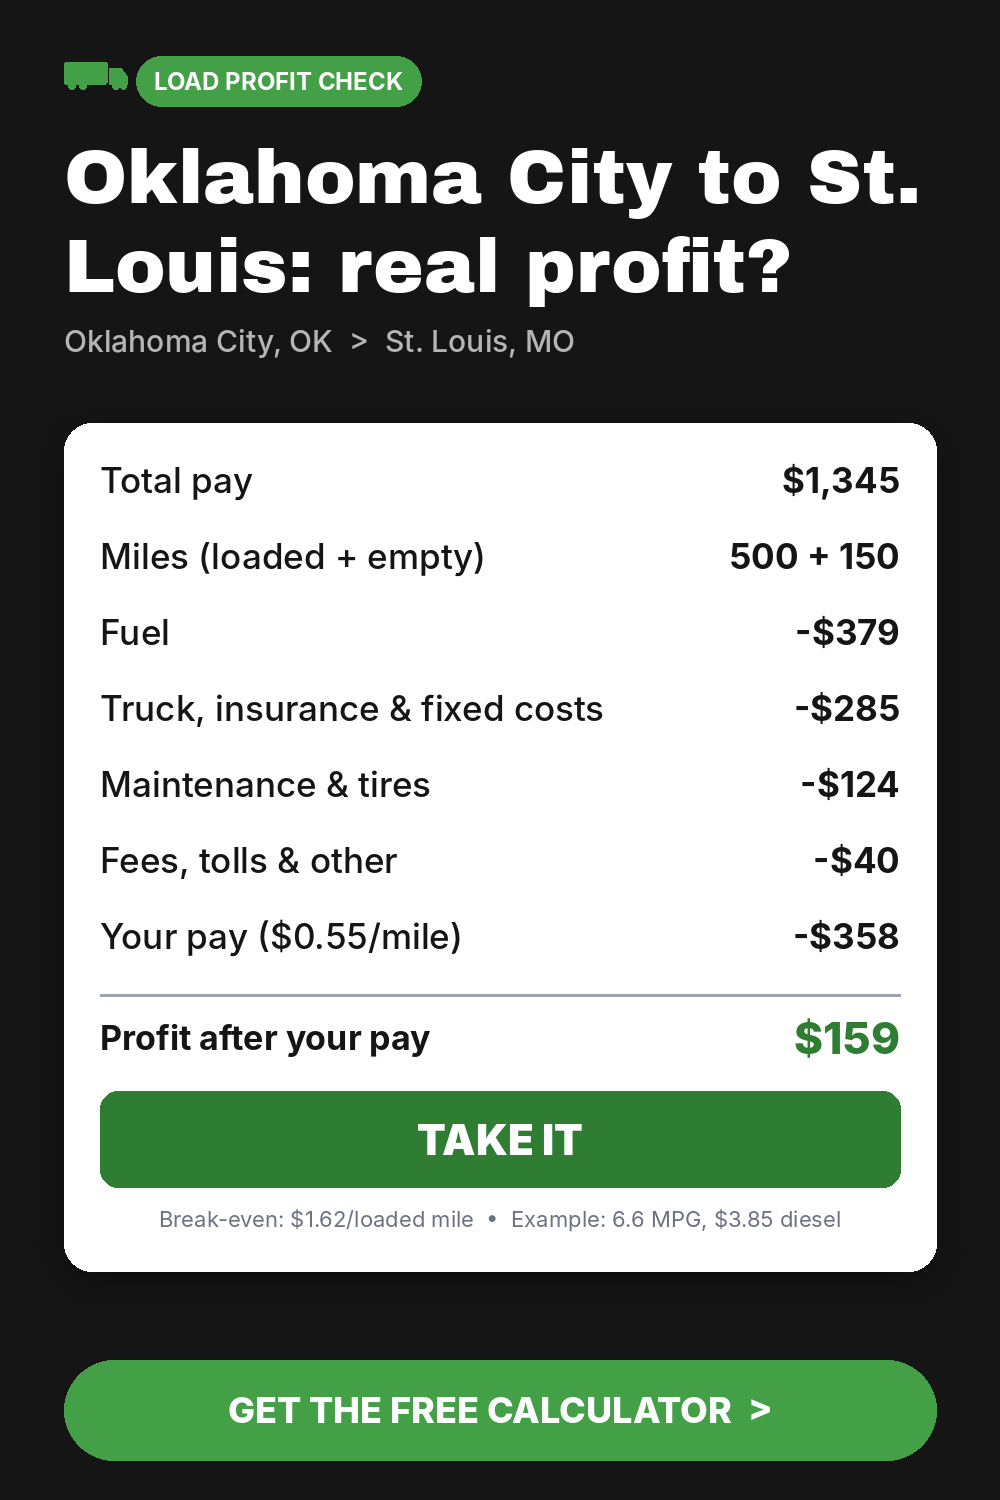 LOAD PROFIT CHECK
Oklahoma City to St.
Louis: real profit?
Oklahoma City, OK > St. Louis, MO
Total pay $1,345
Miles (loaded + empty) 500 + 150
Fuel -$379
Truck, insurance & fixed costs -$285
Maintenance & tires -$124
Fees, tolls & other -$40
Your pay ($0.55/mile) -$358
Profit after your pay $159
TAKE IT
Break-even: $1.62/loaded mile • Example: 6.6 MPG, $3.85 diesel
GET THE FREE CALCULATOR >